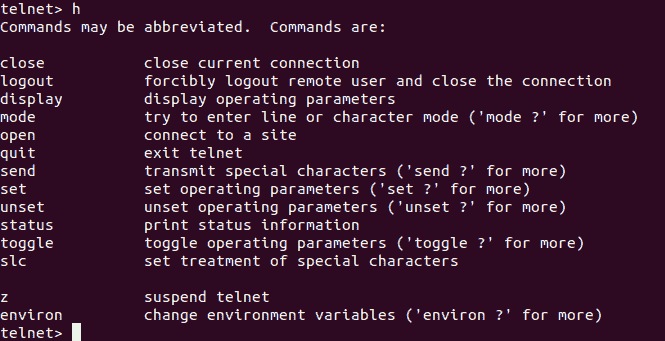 telnet> h
Commands may be abbreviated.  Commands are:

close           close current connection
logout          forcibly logout remote user and close the connection
display         display operating parameters
mode            try to enter line or character mode ('mode ?' for more)
open            connect to a site
quit            exit telnet
send            transmit special characters ('send ?' for more)
set             set operating parameters ('set ?' for more)
unset           unset operating parameters ('unset ?' for more)
status          print status information
toggle          toggle operating parameters ('toggle ?' for more)
slc             set treatment of special characters

z               suspend telnet
environ         change environment variables ('environ ?' for more)
telnet>